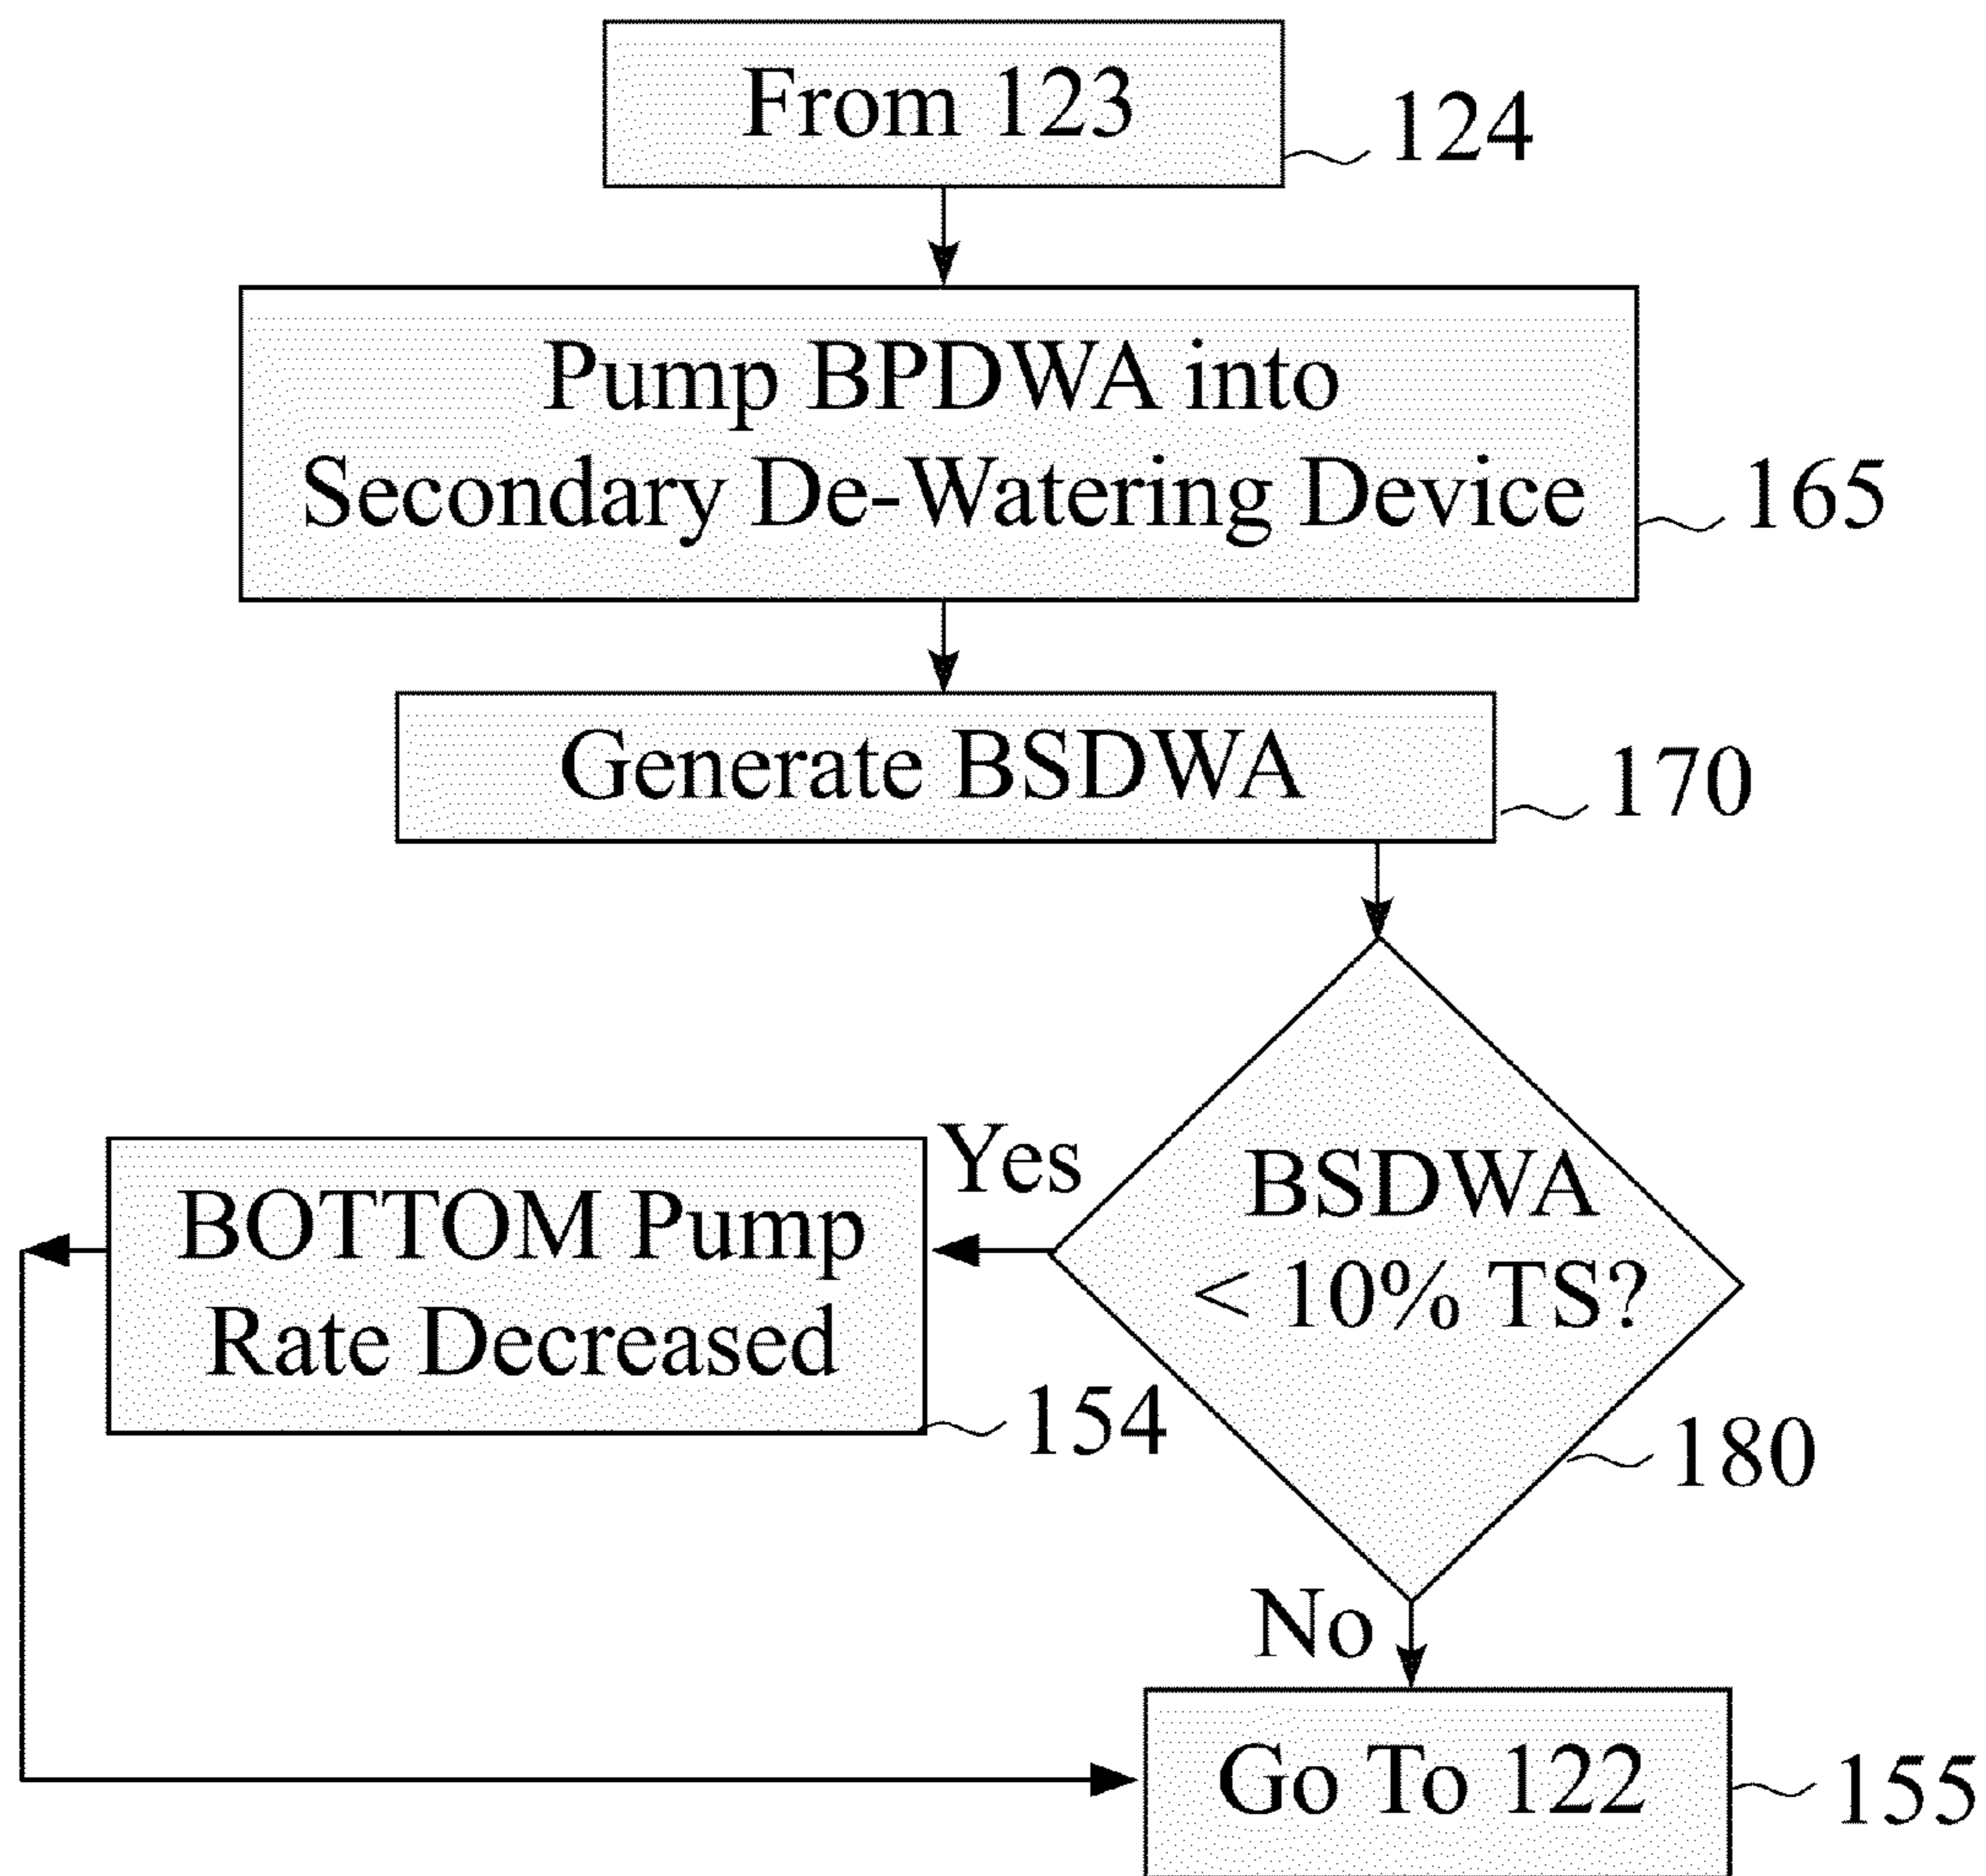 From 123
124
Pump BPDWA into
Secondary De-Watering Device
165
Generate BSDWA
170
BSDWA
< 10% TS?
180
Yes
BOTTOM Pump
Rate Decreased
154
No
Go To 122
155